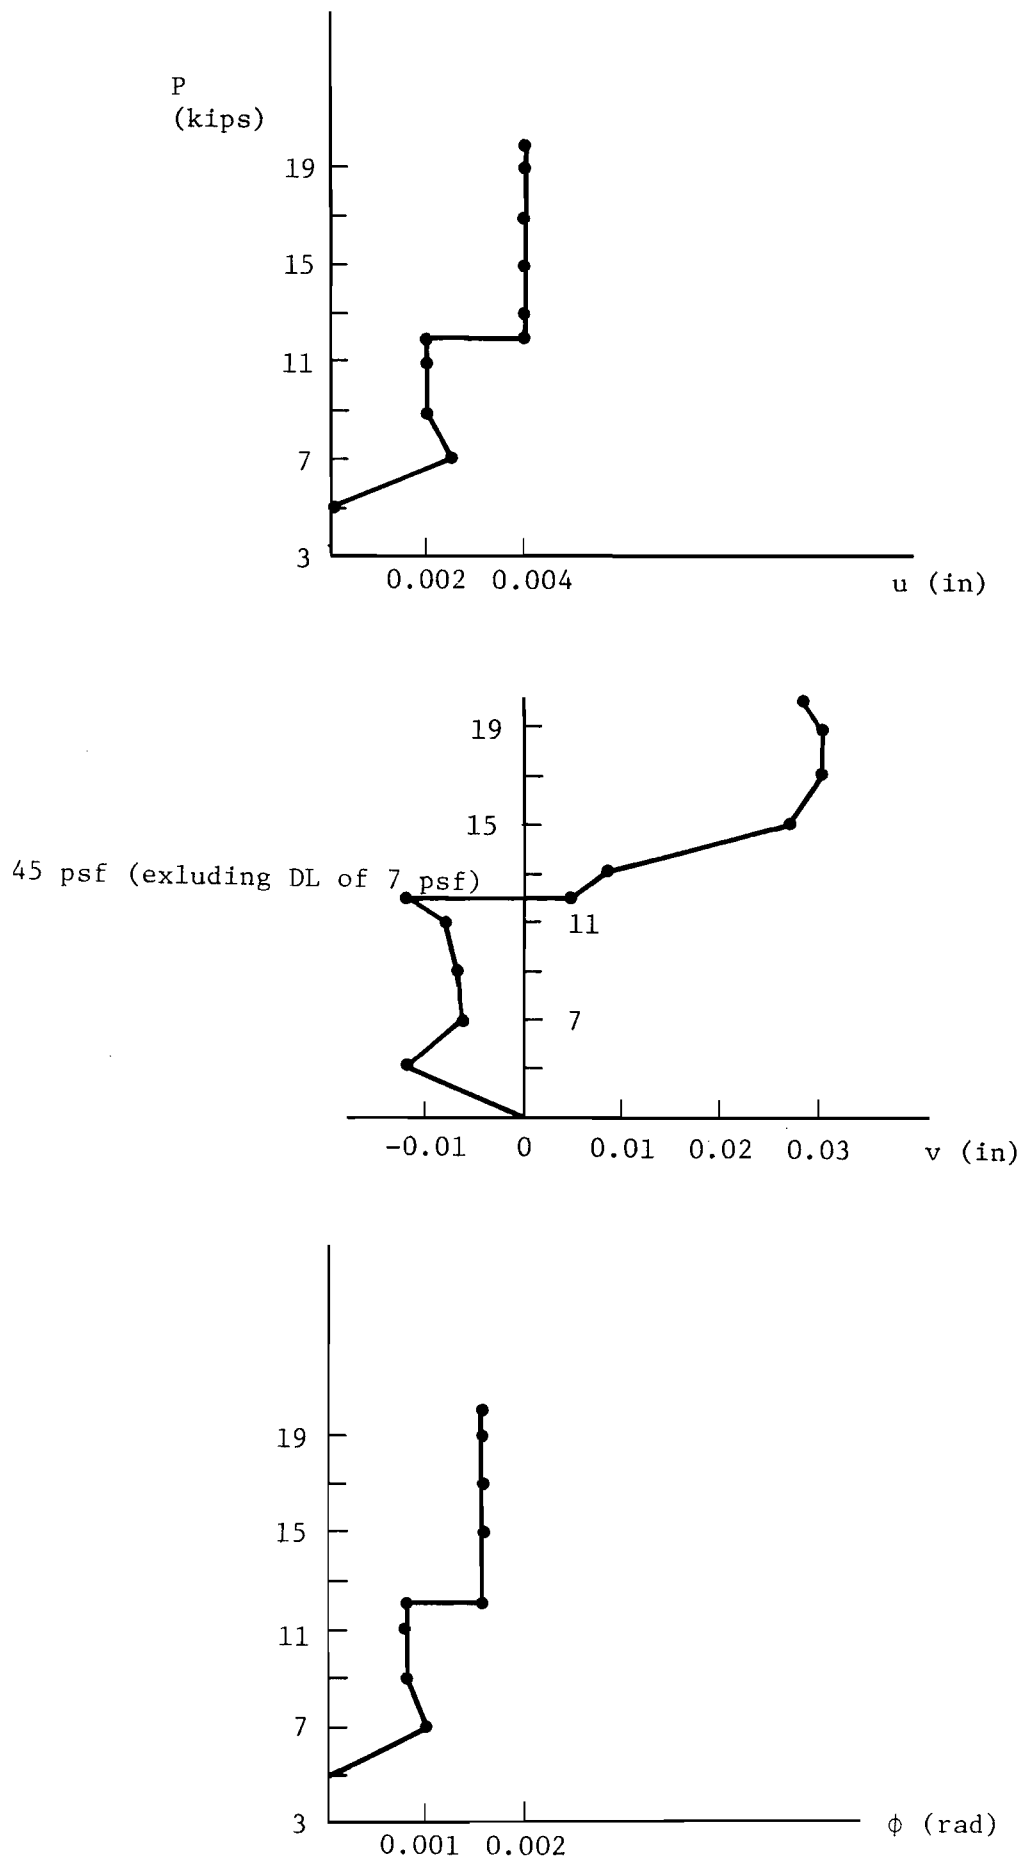 P
(kips)
19
15
11
7
3
0.002 0.004
u (in)
19
15
45 psf (exluding DL of 7 psf)
11
7
-0.01 0 0.01 0.02 0.03 v (in)
19
15
11
7
3
ϕ (rad)
0.001 0.002